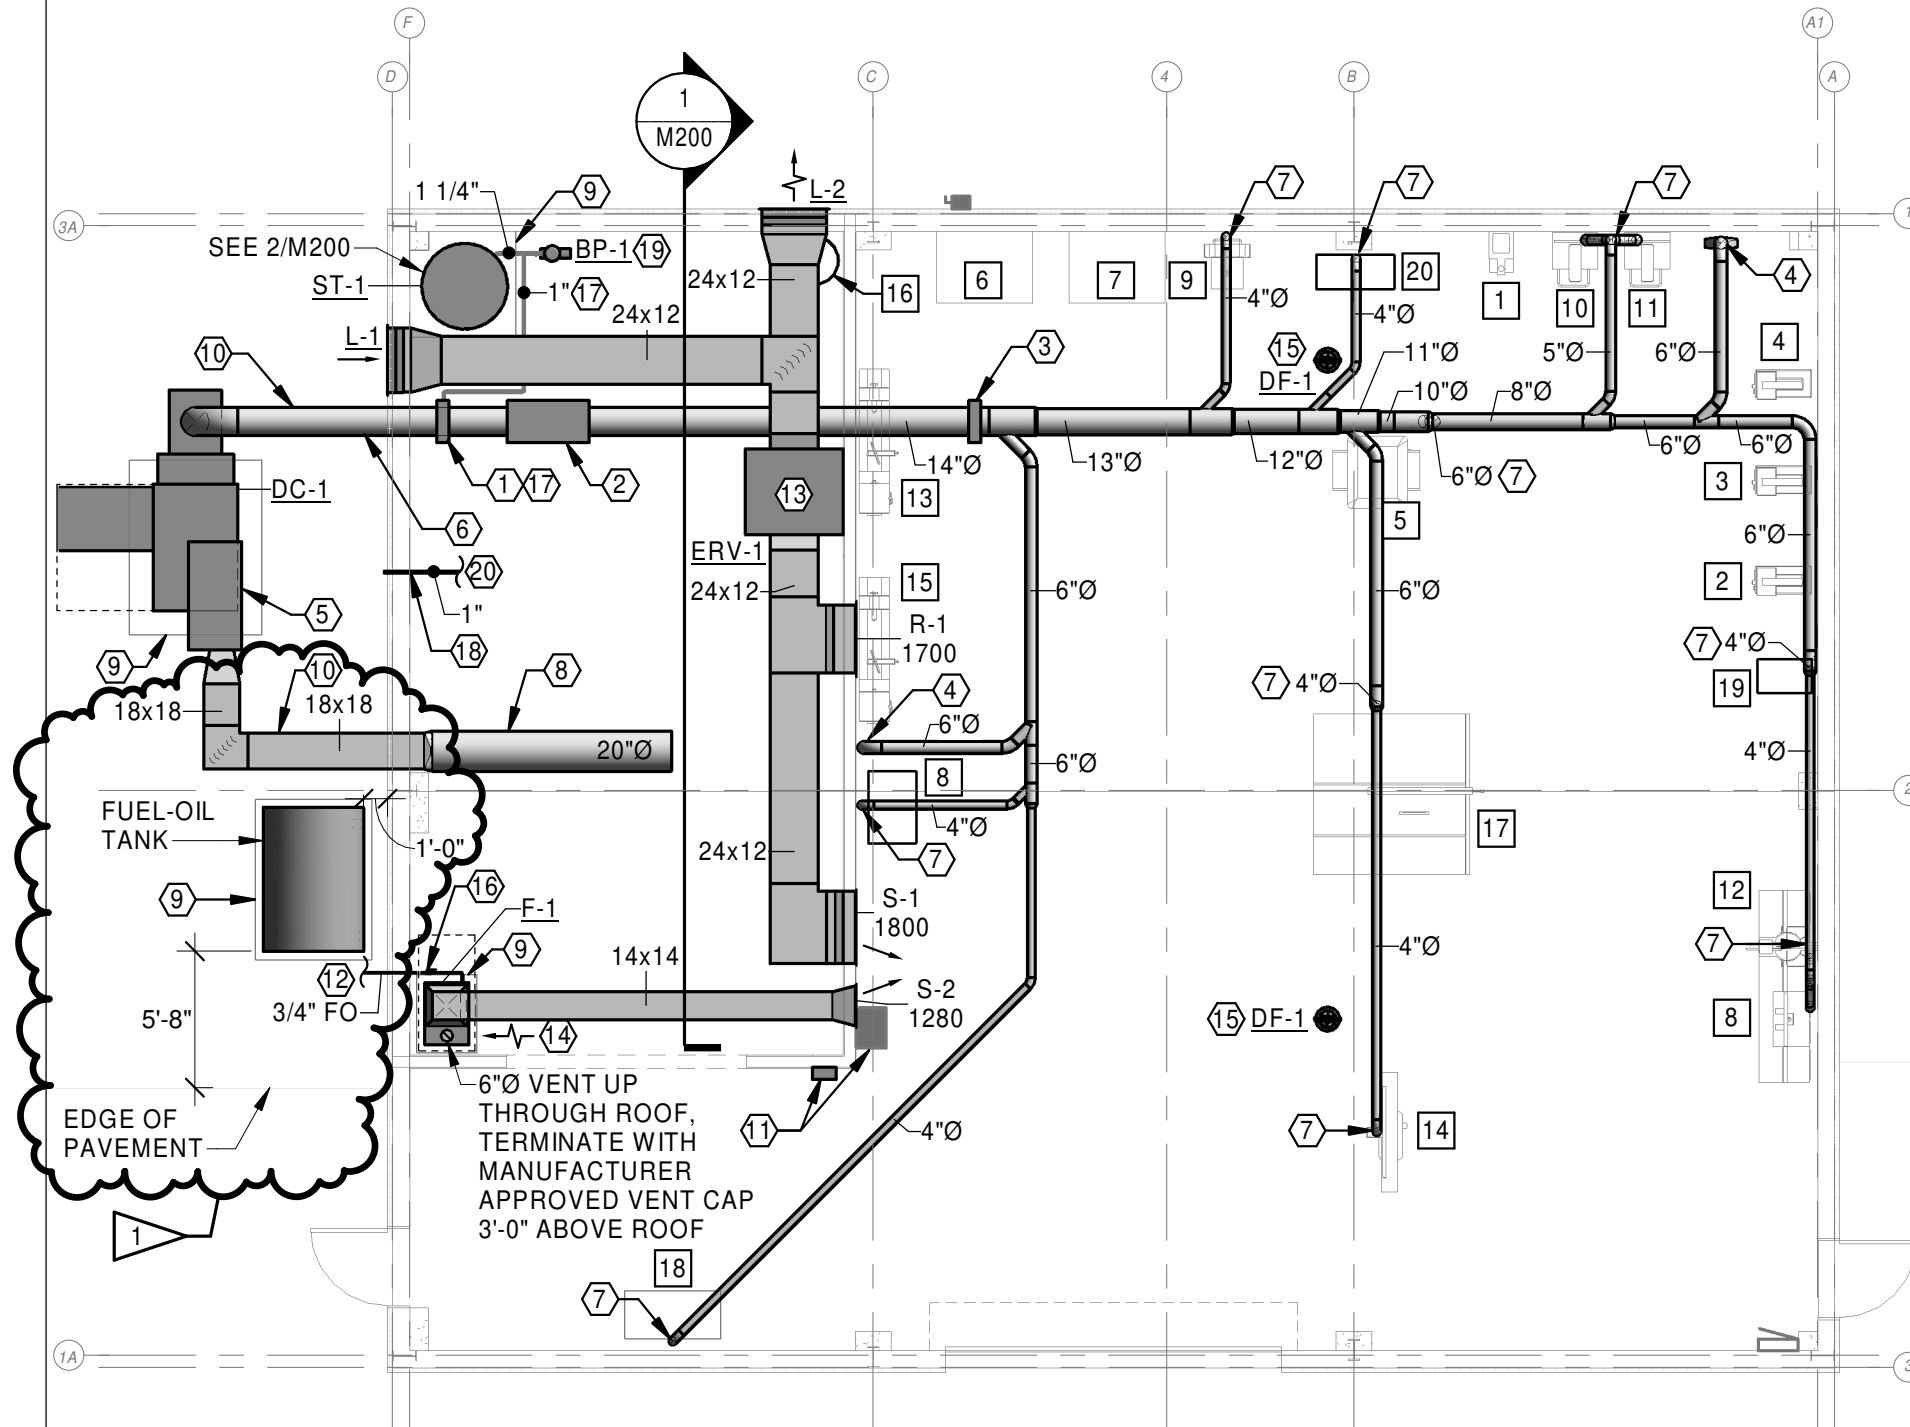 F
A1
D
C
4
B
A
1
M200
1 1/4"
9
L-2
7
7
7
3A
1
SEE 2/M200
BP-1
19
ST-1
1"
17
24x12
16
6
7
9
4"Ø
20
4"Ø
1
10
11
4
24x12
L-1
10
3
15
DF-1
11"Ø
10"Ø
8"Ø
5"Ø
6"Ø
4
14"Ø
13"Ø
12"Ø
6"Ø
7
6"Ø
6"Ø
DC-1
1
17
2
13
13
5
3
6
ERV-1
24x12
20
1"
18
15
6"Ø
6"Ø
6"Ø
2
5
9
R-1
1700
7
4"Ø
19
10
8
18x18
18x18
20"Ø
4
6"Ø
7
4"Ø
4"Ø
FUEL-OIL
TANK
1'-0"
8
6"Ø
4"Ø
7
17
2
24x12
9
16
F-1
9
S-1
1800
12
7
12
3/4" FO
14x14
S-2
1280
4"Ø
5'-8"
14
15
DF-1
8
EDGE OF
PAVEMENT
6"Ø VENT UP
THROUGH ROOF,
TERMINATE WITH
MANUFACTURER
APPROVED VENT CAP
3'-0" ABOVE ROOF
11
4"Ø
7
14
1
18
7
1A
3